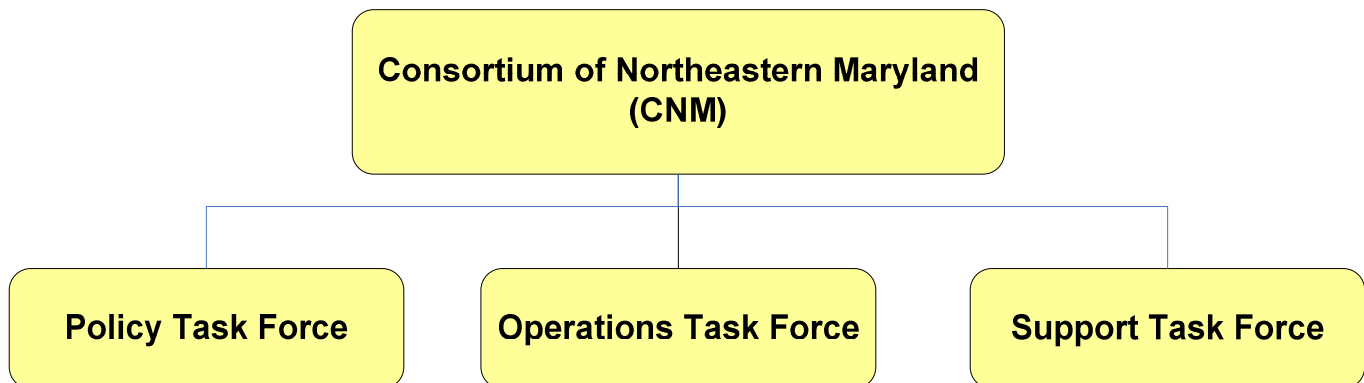 Consortium of Northeastern Maryland
(CNM)
Policy Task Force
Operations Task Force
Support Task Force